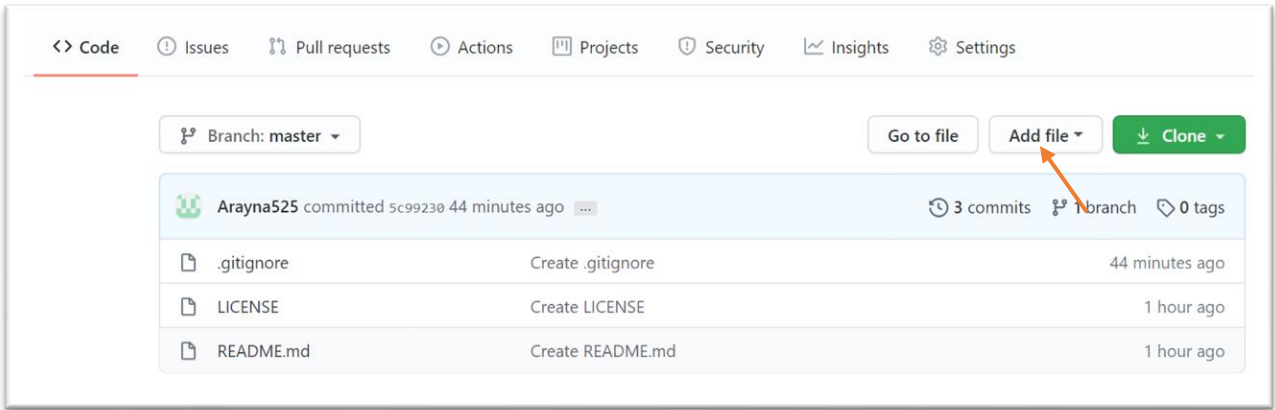 <> Code Issues Pull requests Actions Projects Security Insights Settings
Branch: master Go to file Add file Clone
Arayna525 committed 5c99230 44 minutes ago ... 3 commits 1 branch 0 tags
.gitignore Create .gitignore 44 minutes ago
LICENSE Create LICENSE 1 hour ago
README.md Create README.md 1 hour ago